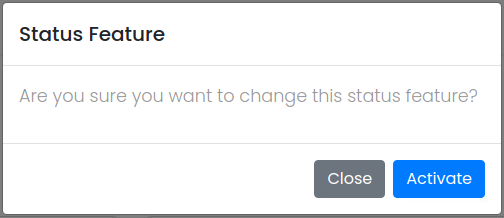 Status Feature
Are you sure you want to change this status feature?
Close Activate